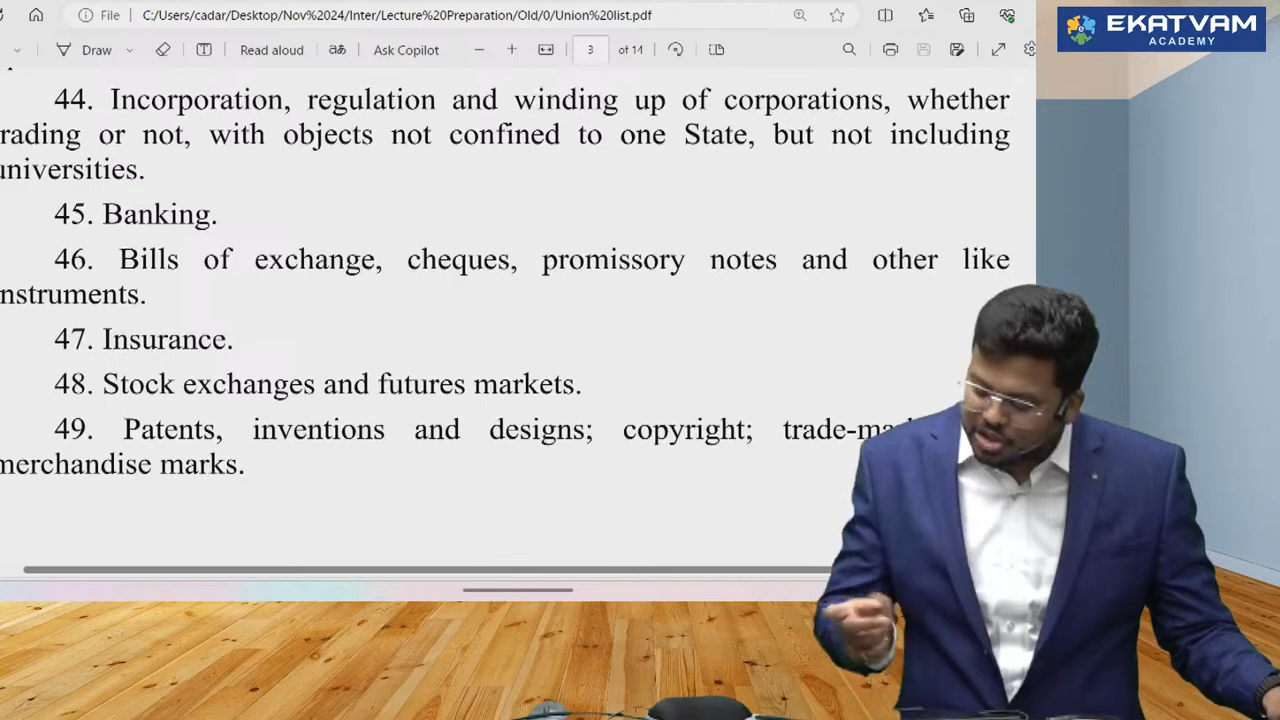 File
C:/Users/cadar/Desktop/Nov%2024/Inter/Lecture%20Preparation/Old/0/Union%20list.pdf
EKATVAM
ACADEMY
Draw
Read aloud
Ask Copilot
3
of 14
44. Incorporation, regulation and winding up of corporations, whether
rading or not, with objects not confined to one State, but not including
universities.
45. Banking.
46. Bills of exchange, cheques, promissory notes and other like
nstruments.
47. Insurance.
48. Stock exchanges and futures markets.
49. Patents, inventions and designs; copyright;
merchandise marks.